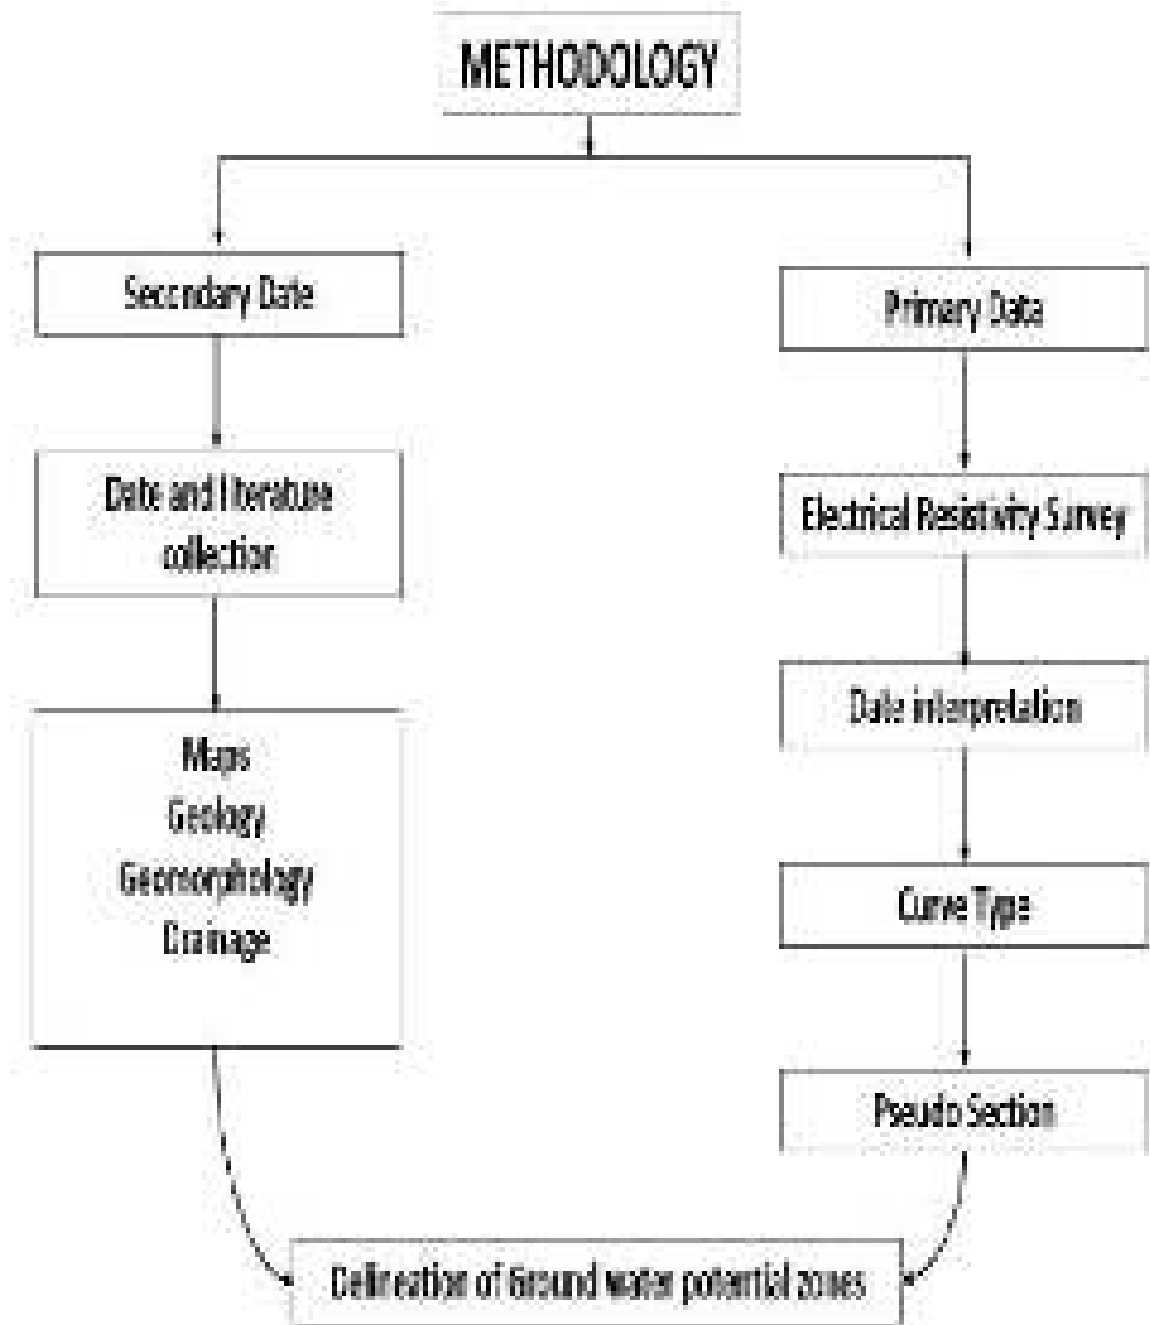 METHODOLOGY
Secondary Date
Date and literature
collection
Maps
Geology
Geomorphology
Drainage
Primary Data
Electrical Resistivity Survey
Date interpretation
Curve Type
Pseudo Section
Delineation of Ground water potential zones